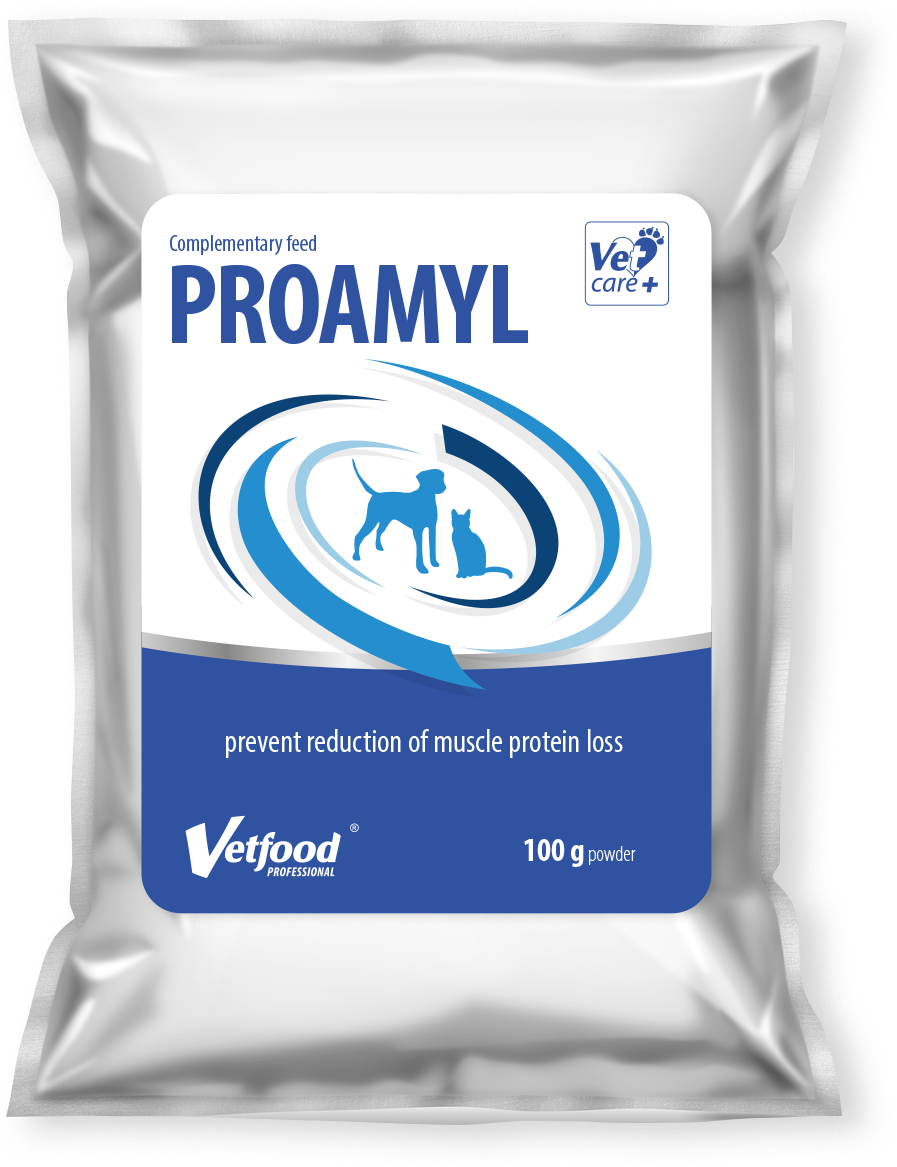 Complementary feed
PROAMYL
Vet
care +
prevent reduction of muscle protein loss
Vetfood ®
PROFESSIONAL
100 g powder